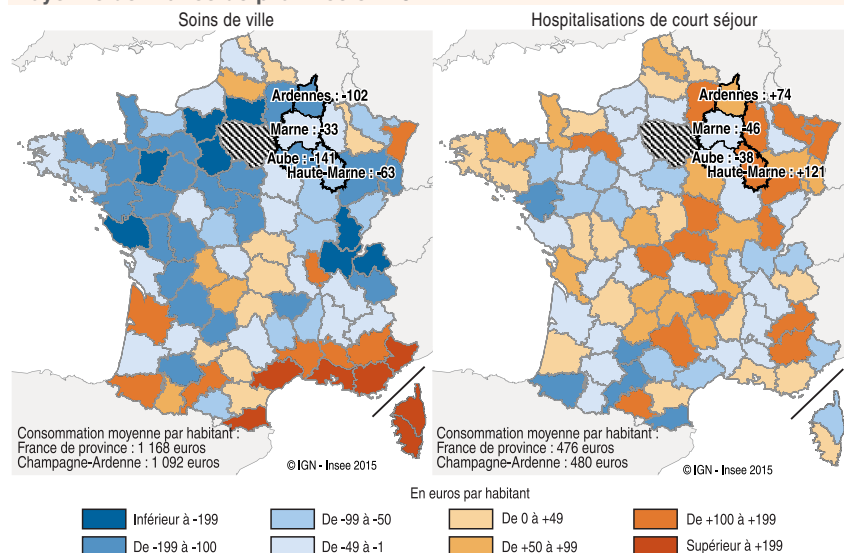 Soins de ville
Hospitalisations de court séjour
Ardennes : -102
Marne : -33
Aube : -141
Haute-Marne : -63
Ardennes : +74
Marne : -46
Aube : -38
Haute-Marne : +121
Consommation moyenne par habitant :
France de province : 1 168 euros
Champagne-Ardenne : 1 092 euros
© IGN - Insee 2015
Consommation moyenne par habitant :
France de province : 476 euros
Champagne-Ardenne : 480 euros
© IGN - Insee 2015
En euros par habitant
Inférieur à -199
De -99 à -50
De 0 à +49
De +100 à +199
De -199 à -100
De -49 à -1
De +50 à +99
Supérieur à +199